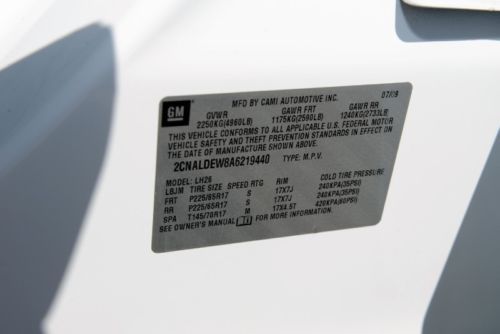 GM
MFD BY CAMI AUTOMOTIVE INC. 07/09
GVWR GAWR FRT GAWR RR
2250KG(4960LB) 1175KG(2590LB) 1240KG(2733LB)
THIS VEHICLE CONFORMS TO ALL APPLICABLE U.S. FEDERAL MOTOR
VEHICLE SAFETY AND THEFT PREVENTION STANDARDS IN EFFECT ON
THE DATE OF MANUFACTURE SHOWN ABOVE.
2CNALDEW8A6219440 TYPE: M.P.V.
MODEL: LH26
LBJM TIRE SIZE SPEED RTG RIM COLD TIRE PRESSURE
FRT P225/65R17 S 17X7J 240KPA(35PSI)
RR P225/65R17 S 17X7J 240KPA(35PSI)
SPA T145/70R17 M 17X4.5T 420KPA(60PSI)
SEE OWNER'S MANUAL FOR MORE INFORMATION.